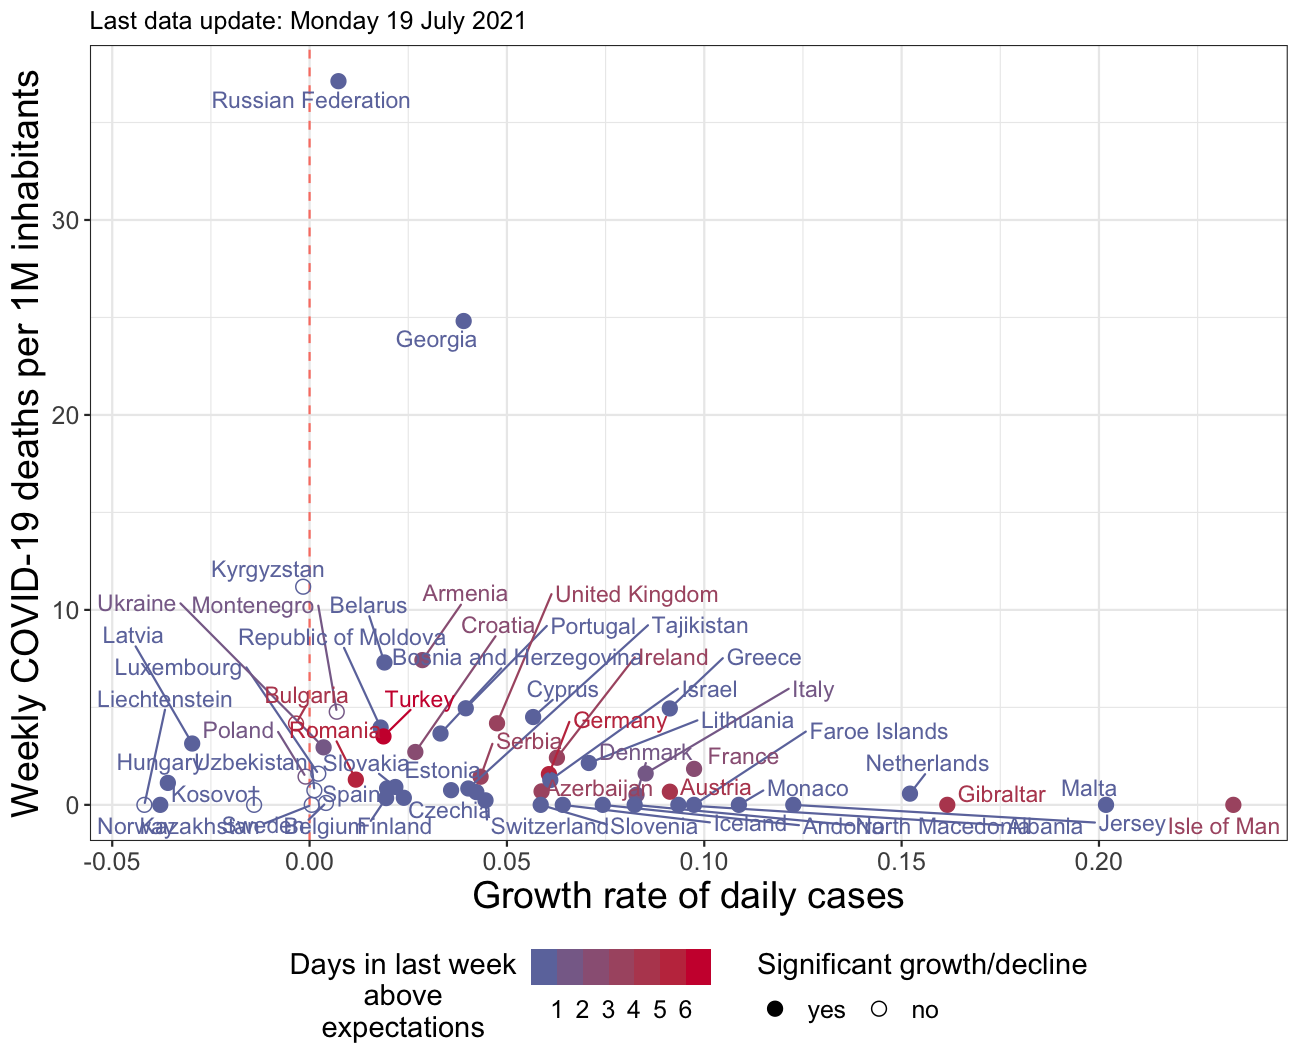 Last data update: Monday 19 July 2021
Weekly COVID-19 deaths per 1M inhabitants
30
20
10
0
Russian Federation
Georgia
Kyrgyzstan
Ukraine
Montenegro
Belarus
Armenia
United Kingdom
Latvia
Republic of Moldova
Croatia
Portugal
Tajikistan
Luxembourg
Bosnia and Herzegovina
Ireland
Greece
Liechtenstein
Bulgaria
Turkey
Cyprus
Israel
Italy
Poland
Romania
Serbia
Germany
Lithuania
Faroe Islands
Hungary
Uzbekistan
Slovakia
Estonia
Denmark
France
Netherlands
Kosovo†
Spain
Czechia
Azerbaijan
Austria
Monaco
Gibraltar
Malta
Norway
Kazakhstan
Sweden
Belgium
Finland
Switzerland
Slovenia
Iceland
Andorra
North Macedonia
Albania
Jersey
Isle of Man
-0.05
0.00
0.05
0.10
0.15
0.20
Growth rate of daily cases
Days in last week
above
expectations
1 2 3 4 5 6
Significant growth/decline
yes
no